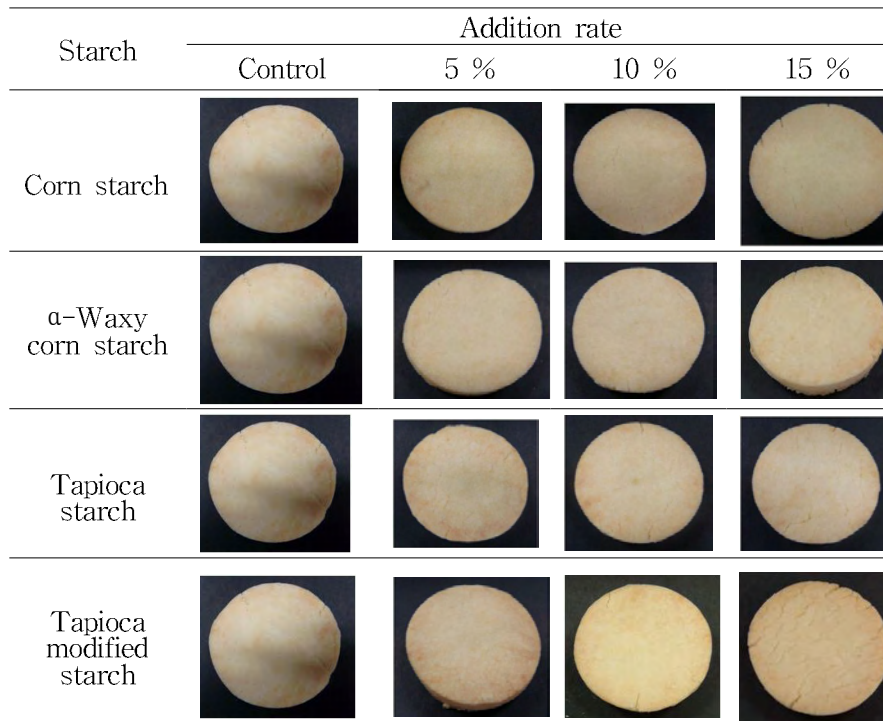 Starch
Addition rate
Control
5 %
10 %
15 %
Corn starch
α-Waxy
corn starch
Tapioca
starch
Tapioca
modified
starch